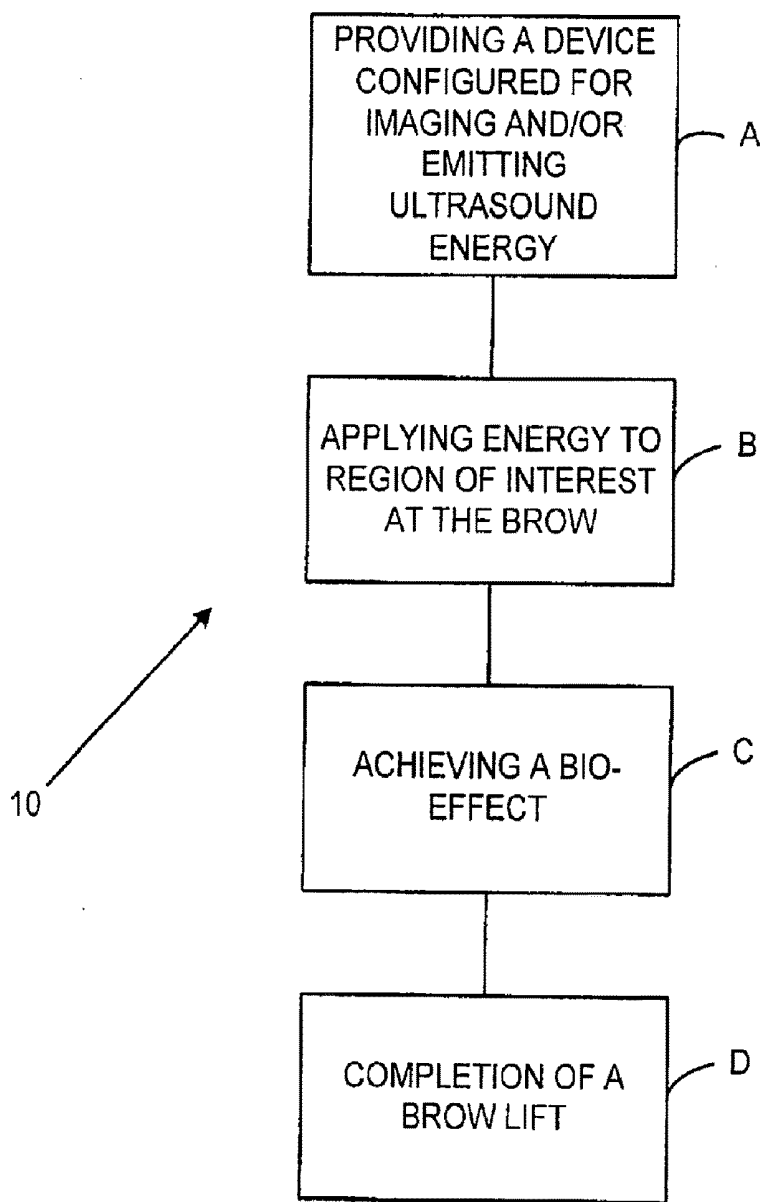 PROVIDING A DEVICE
CONFIGURED FOR
IMAGING AND/OR
EMITTING
ULTRASOUND
ENERGY
A
APPLYING ENERGY TO
REGION OF INTEREST
AT THE BROW
B
ACHIEVING A BIO-
EFFECT
C
10
COMPLETION OF A
BROW LIFT
D